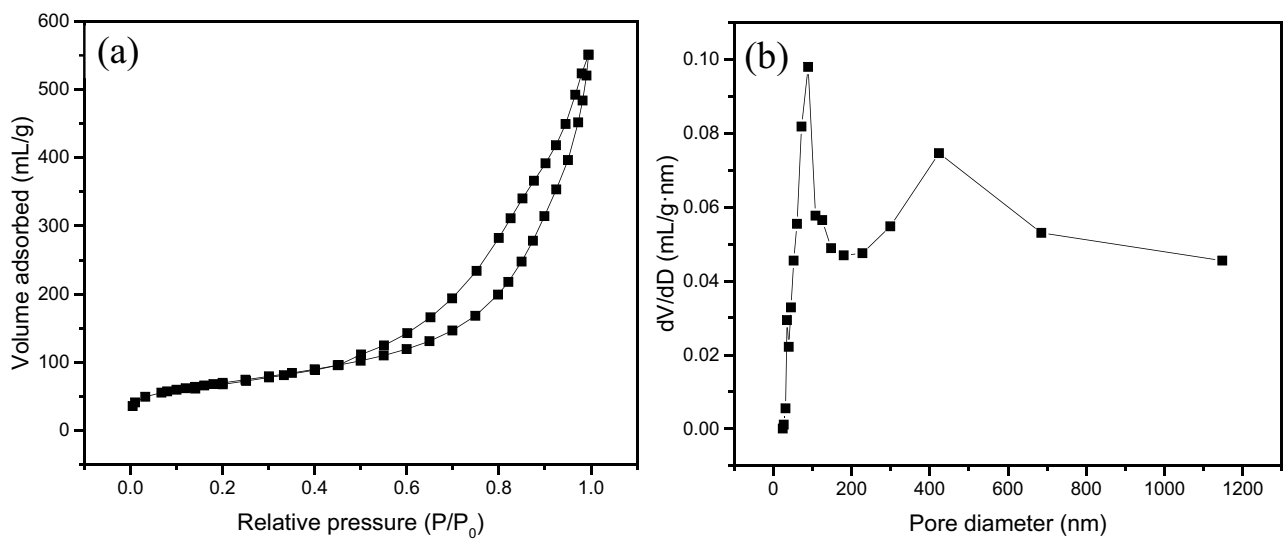 (a)
Volume adsorbed (mL/g)
600
500
400
300
200
100
0
0.0 0.2 0.4 0.6 0.8 1.0
Relative pressure (P/P₀)
(b)
dV/dD (mL/g·nm)
0.10
0.08
0.06
0.04
0.02
0.00
0 200 400 600 800 1000 1200
Pore diameter (nm)